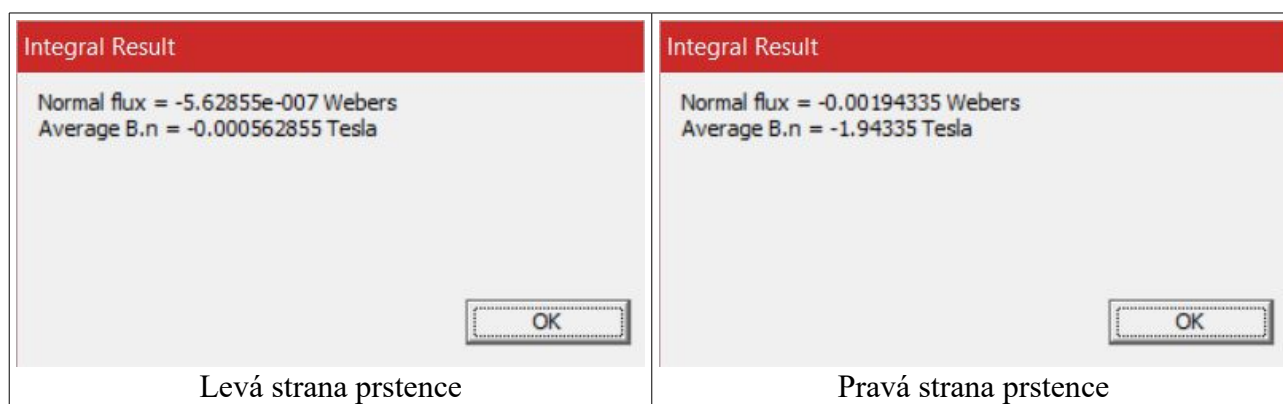 Integral Result
Normal flux = -5.62855e-007 Webers
Average B.n = -0.000562855 Tesla
OK
Levá strana prstence
Integral Result
Normal flux = -0.00194335 Webers
Average B.n = -1.94335 Tesla
OK
Pravá strana prstence